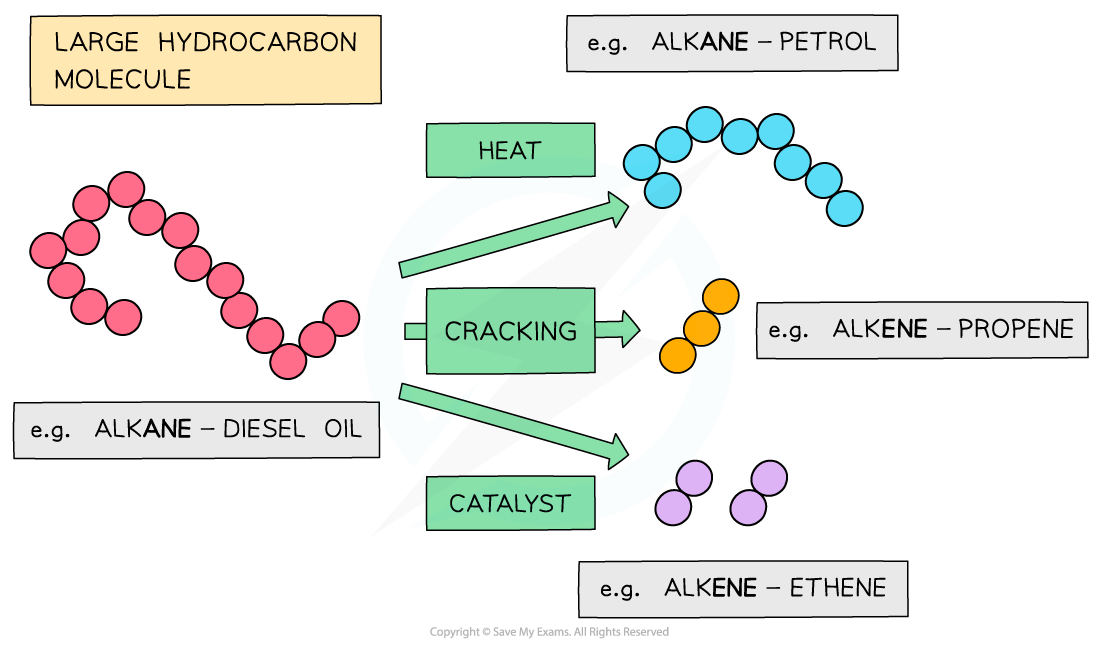 LARGE HYDROCARBON
MOLECULE
e.g. ALKANE – PETROL
HEAT
CRACKING
e.g. ALKENE – PROPENE
e.g. ALKANE – DIESEL OIL
CATALYST
e.g. ALKENE – ETHENE
Copyright © Save My Exams. All Rights Reserved